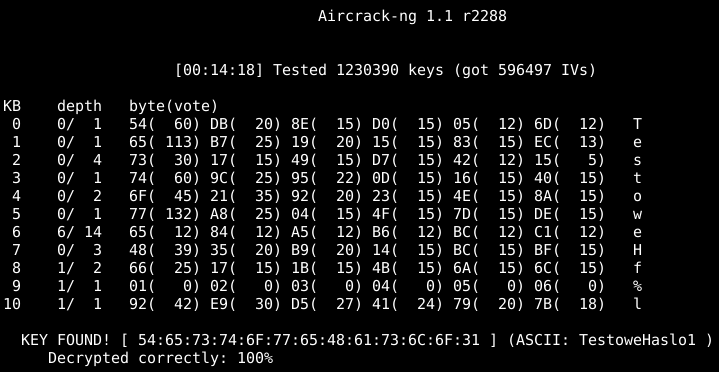 Aircrack-ng 1.1 r2288
[00:14:18] Tested 1230390 keys (got 596497 IVs)
KB depth byte(vote)
0 0/ 1 54( 60) DB( 20) 8E( 15) D0( 15) 05( 12) 6D( 12) T
1 0/ 1 65( 113) B7( 25) 19( 20) 15( 15) 83( 15) EC( 13) e
2 0/ 4 73( 30) 17( 15) 49( 15) D7( 15) 42( 12) 15( 5) s
3 0/ 1 74( 60) 9C( 25) 95( 22) 0D( 15) 16( 15) 40( 15) t
4 0/ 2 6F( 45) 21( 35) 92( 20) 23( 15) 4E( 15) 8A( 15) o
5 0/ 1 77( 132) A8( 25) 04( 15) 4F( 15) 7D( 15) DE( 15) w
6 6/ 14 65( 12) 84( 12) A5( 12) B6( 12) BC( 12) C1( 12) e
7 0/ 3 48( 39) 35( 20) B9( 20) 14( 15) BC( 15) BF( 15) H
8 1/ 2 66( 25) 17( 15) 1B( 15) 4B( 15) 6A( 15) 6C( 15) f
9 1/ 1 01( 0) 02( 0) 03( 0) 04( 0) 05( 0) 06( 0) %
10 1/ 1 92( 42) E9( 30) D5( 27) 41( 24) 79( 20) 7B( 18) l
KEY FOUND! [ 54:65:73:74:6F:77:65:48:61:73:6C:6F:31 ] (ASCII: TestoweHaslo1 )
Decrypted correctly: 100%